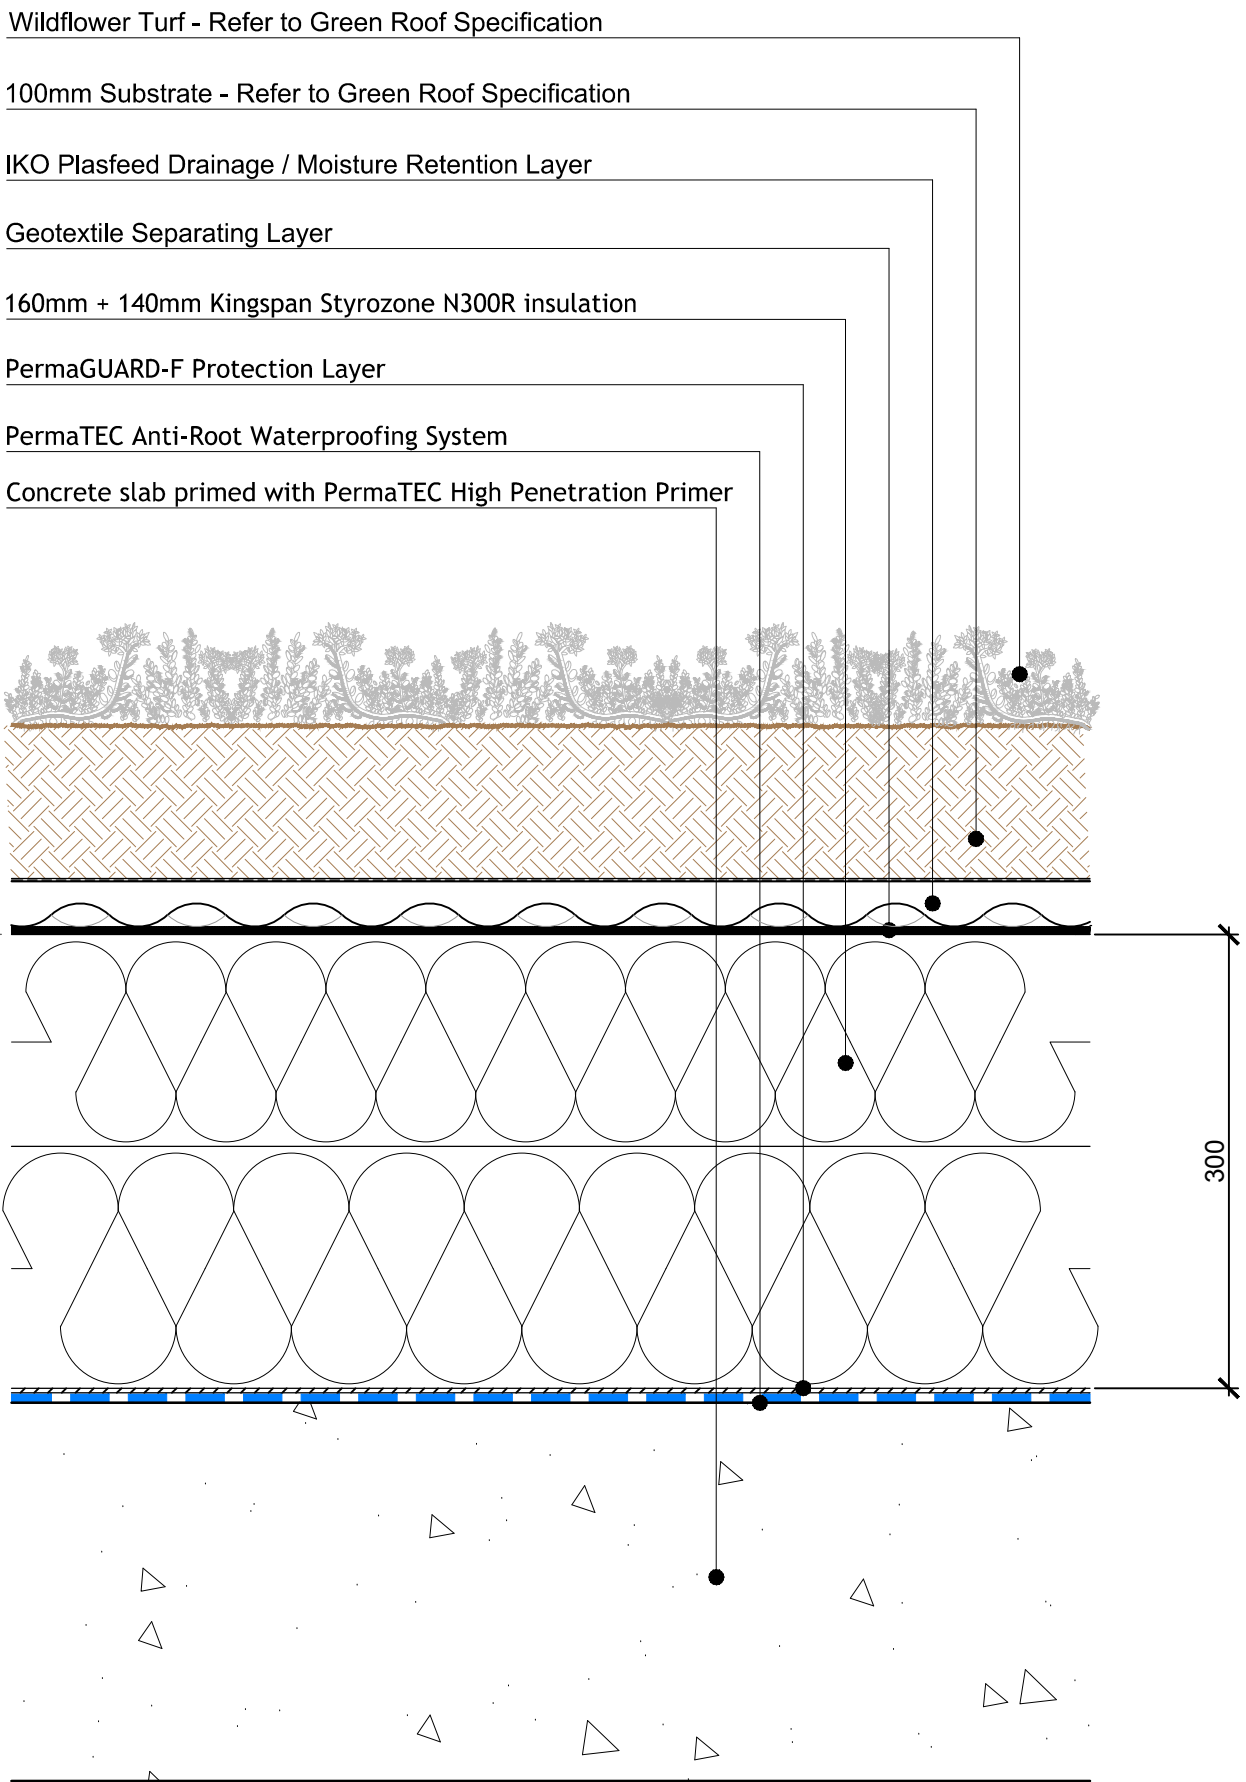 Wildflower Turf - Refer to Green Roof Specification
100mm Substrate - Refer to Green Roof Specification
IKO Plasfeed Drainage / Moisture Retention Layer
Geotextile Separating Layer
160mm + 140mm Kingspan Styrozone N300R insulation
PermaGUARD-F Protection Layer
PermaTEC Anti-Root Waterproofing System
Concrete slab primed with PermaTEC High Penetration Primer
300